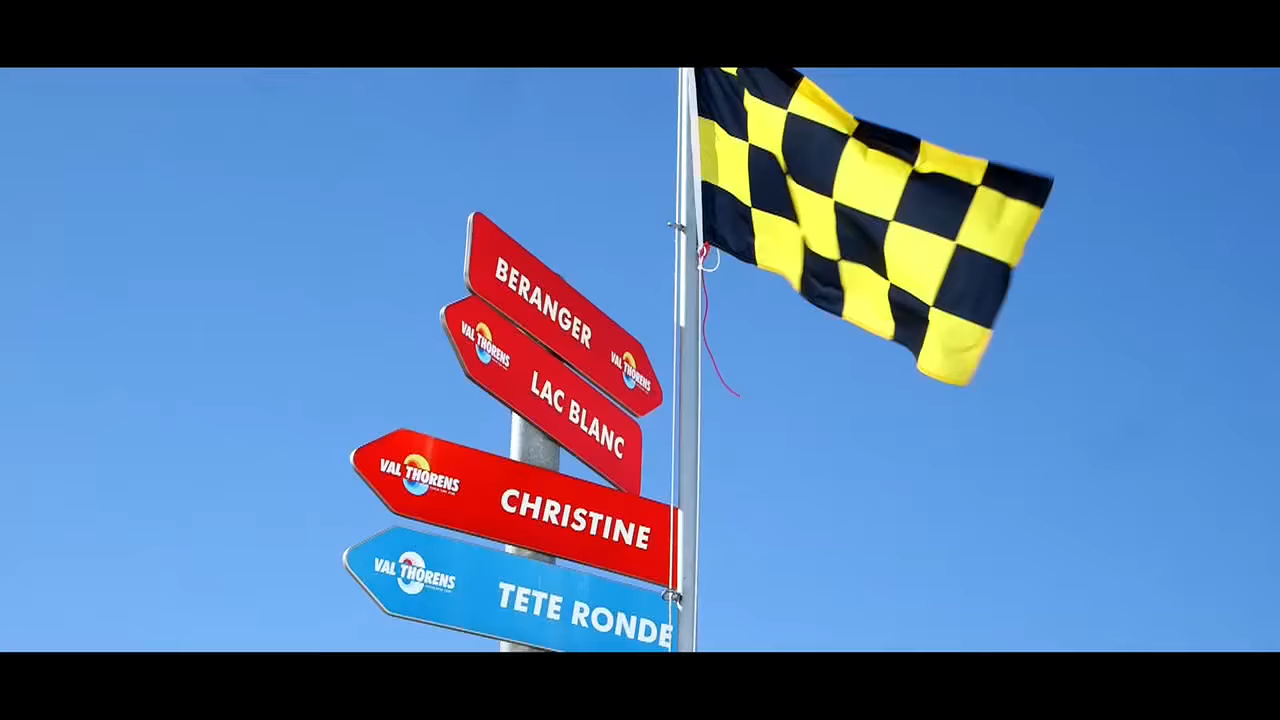 BERANGER
VAL THORENS
VAL THORENS
LAC BLANC
VAL THORENS
CHRISTINE
VAL THORENS
TETE RONDE